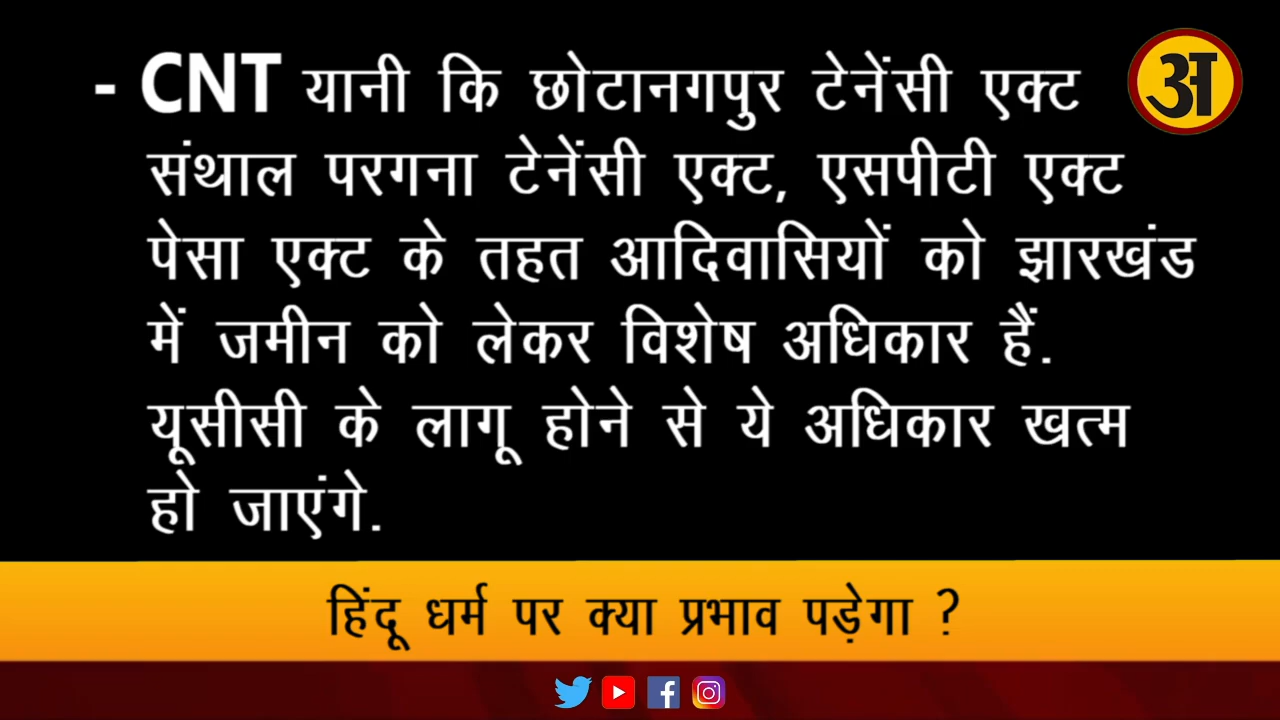 - CNT यानी कि छोटानगपुर टेनेंसी एक्ट
संथाल परगना टेनेंसी एक्ट, एसपीटी एक्ट
पेसा एक्ट के तहत आदिवासियों को झारखंड
में जमीन को लेकर विशेष अधिकार हैं.
यूसीसी के लागू होने से ये अधिकार खत्म
हो जाएंगे.
हिंदू धर्म पर क्या प्रभाव पड़ेगा ?
अ